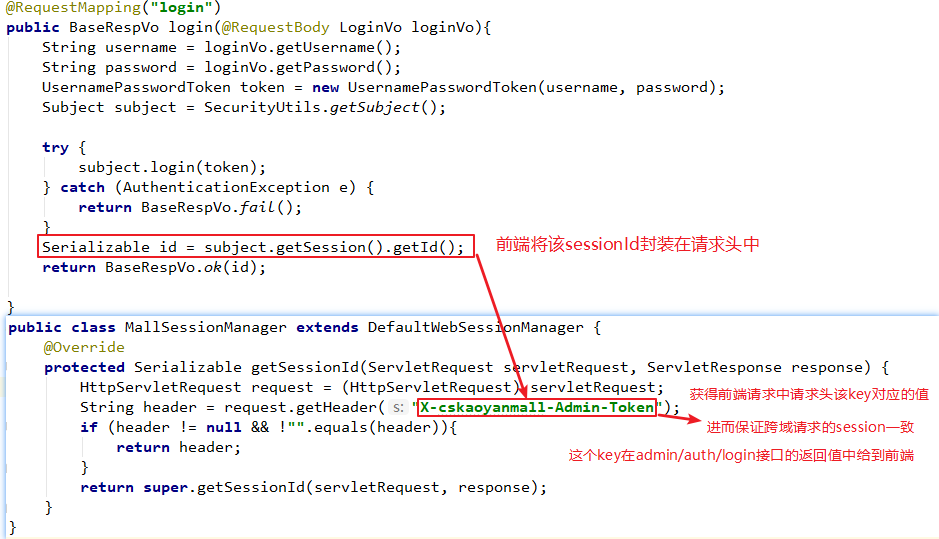 @RequestMapping("login")
public BaseRespVo login(@RequestBody LoginVo loginVo){
    String username = loginVo.getUsername();
    String password = loginVo.getPassword();
    UsernamePasswordToken token = new UsernamePasswordToken(username, password);
    Subject subject = SecurityUtils.getSubject();

    try {
        subject.login(token);
    } catch (AuthenticationException e) {
        return BaseRespVo.fail();
    }
    Serializable id = subject.getSession().getId();
前端将该sessionId封装在请求头中
    return BaseRespVo.ok(id);

}
public class MallSessionManager extends DefaultWebSessionManager {
    @Override
    protected Serializable getSessionId(ServletRequest servletRequest, ServletResponse response) {
        HttpServletRequest request = (HttpServletRequest) servletRequest;
获得前端请求中请求头该key对应的值
        String header = request.getHeader( s: "X-cskaoyanmall-Admin-Token");
        if (header != null && !"".equals(header)){
进而保证跨域请求的session一致
            return header;
这个key在admin/auth/login接口的返回值中给到前端
        }
        return super.getSessionId(servletRequest, response);
    }
}